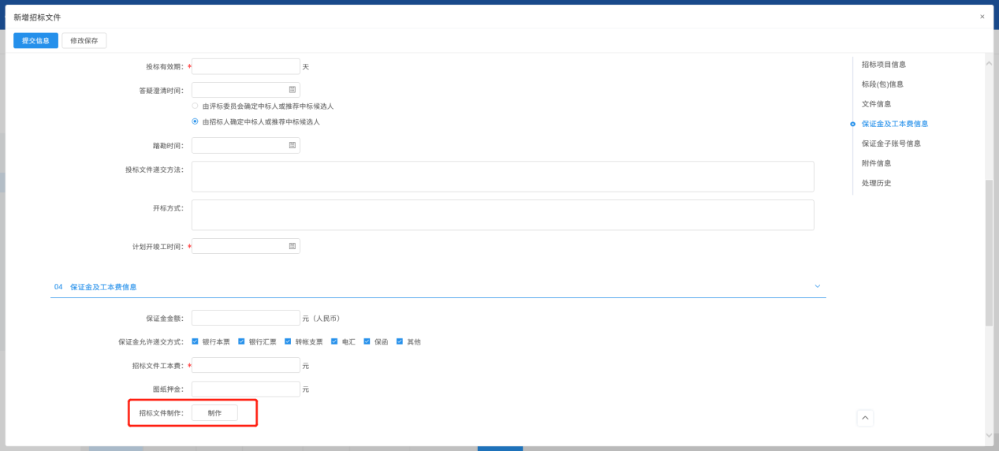 新增招标文件
×
提交信息 修改保存
投标有效期: * 天
答疑澄清时间:
由评标委员会确定中标人或推荐中标候选人
由招标人确定中标人或推荐中标候选人
踏勘时间:
投标文件递交方法:
开标方式:
计划开竣工时间: *
04 保证金及工本费信息
保证金金额: 元（人民币）
保证金允许递交方式: 银行本票 银行汇票 转帐支票 电汇 保函 其他
招标文件工本费: * 元
图纸押金: 元
招标文件制作: 制作
招标项目信息
标段(包)信息
文件信息
保证金及工本费信息
保证金子账号信息
附件信息
处理历史